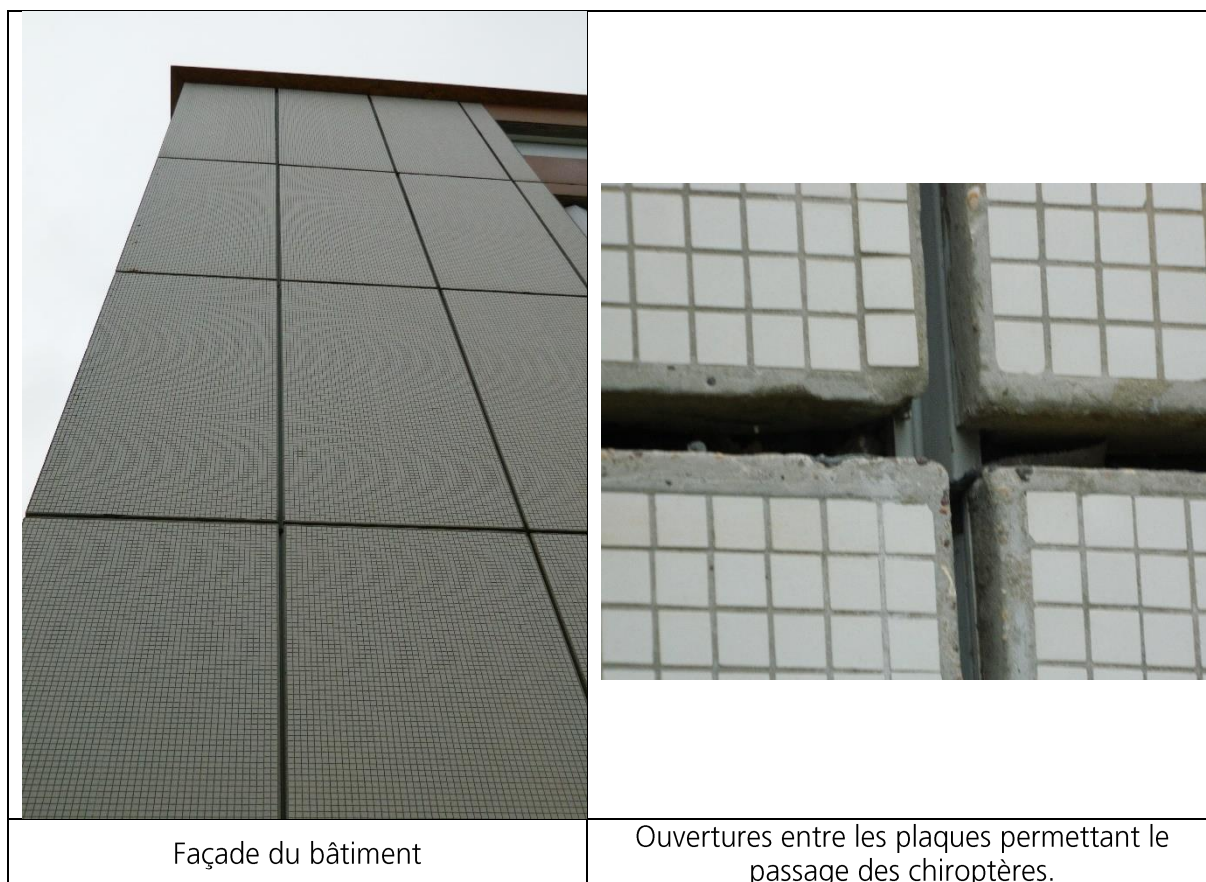 Façade du bâtiment
Ouvertures entre les plaques permettant le
passage des chiroptères.